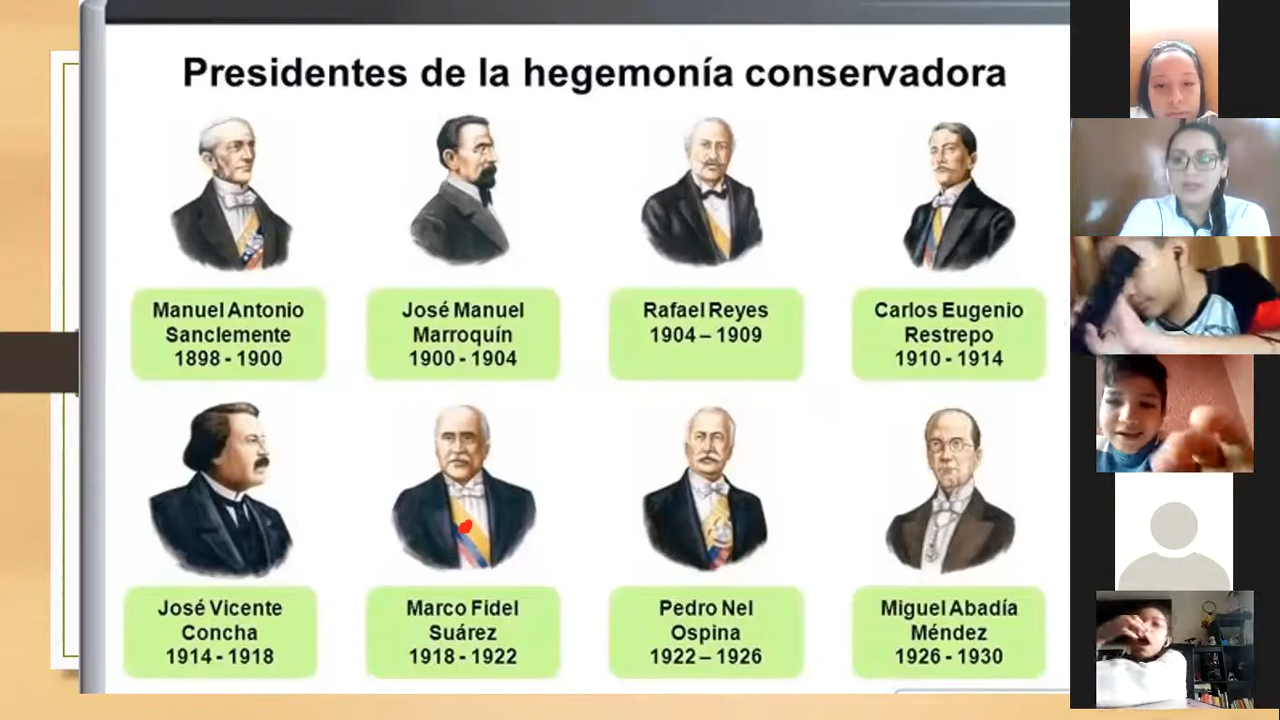 Presidentes de la hegemonía conservadora
Manuel Antonio
Sanclemente
1898 - 1900
José Manuel
Marroquín
1900 - 1904
Rafael Reyes
1904 – 1909
Carlos Eugenio
Restrepo
1910 - 1914
José Vicente
Concha
1914 - 1918
Marco Fidel
Suárez
1918 - 1922
Pedro Nel
Ospina
1922 – 1926
Miguel Abadía
Méndez
1926 - 1930